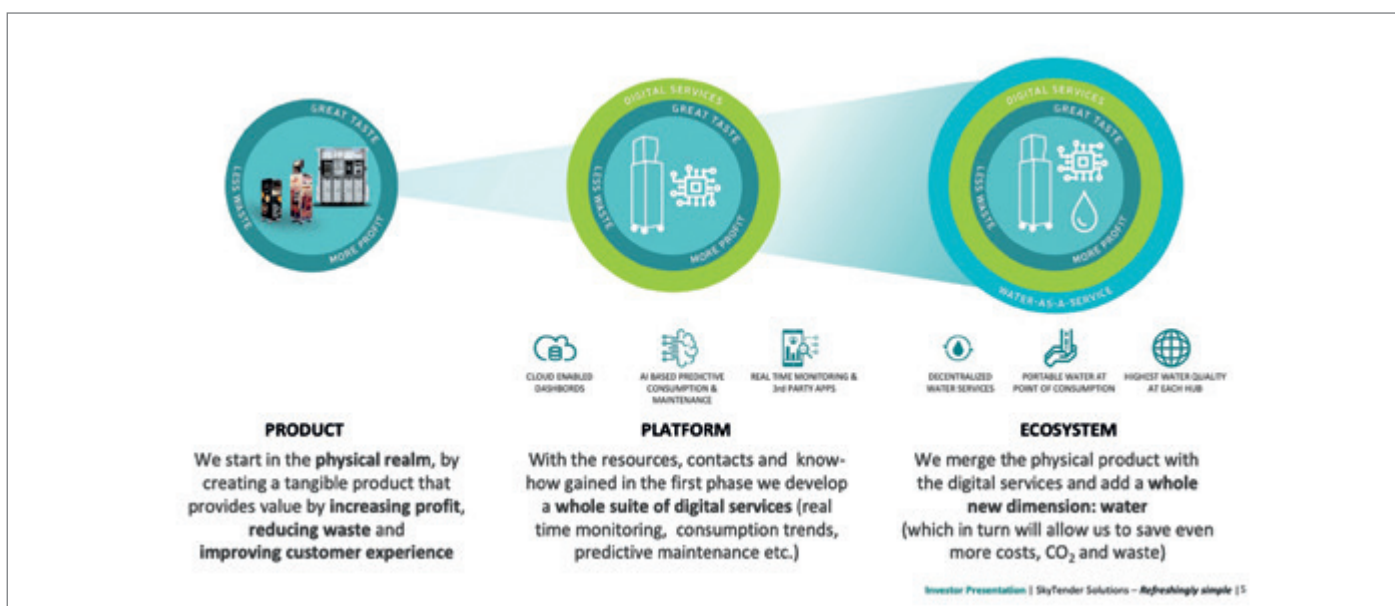 GREAT TASTE
LESS WASTE
MORE PROFIT
DIGITAL SERVICES
GREAT TASTE
LESS WASTE
MORE PROFIT
DIGITAL SERVICES
GREAT TASTE
LESS WASTE
MORE PROFIT
WATER-AS-A-SERVICE
CLOUD ENABLED
DASHBORDS
AI BASED PREDICTIVE
CONSUMPTION &
MAINTENANCE
REAL TIME MONITORING &
3rd PARTY APPS
DECENTRALIZED
WATER SERVICES
PORTABLE WATER AT
POINT OF CONSUMPTION
HIGHEST WATER QUALITY
AT EACH HUB
PRODUCT
We start in the physical realm, by
creating a tangible product that
provides value by increasing profit,
reducing waste and
improving customer experience
PLATFORM
With the resources, contacts and know-
how gained in the first phase we develop
a whole suite of digital services (real
time monitoring, consumption trends,
predictive maintenance etc.)
ECOSYSTEM
We merge the physical product with
the digital services and add a whole
new dimension: water
(which in turn will allow us to save even
more costs, CO₂ and waste)
Investor Presentation | SkyTender Solutions – Refreshingly simple |5